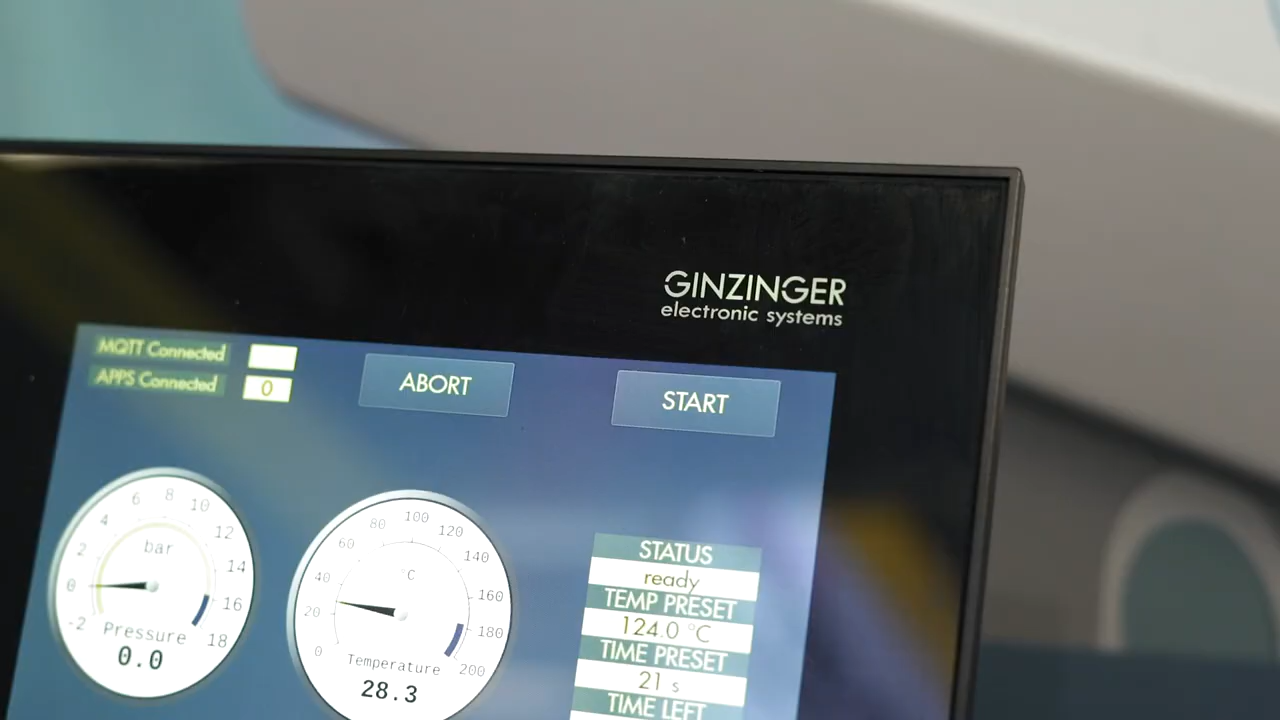 GINZINGER
electronic systems
MQTT Connected
APPS Connected 0
ABORT
START
-2 0 2 4 6 8 10 12 14 16 18
bar
Pressure
0.0
0 20 40 60 80 100 120 140 160 180 200
°C
Temperature
28.3
STATUS
ready
TEMP PRESET
124.0 °C
TIME PRESET
21 s
TIME LEFT